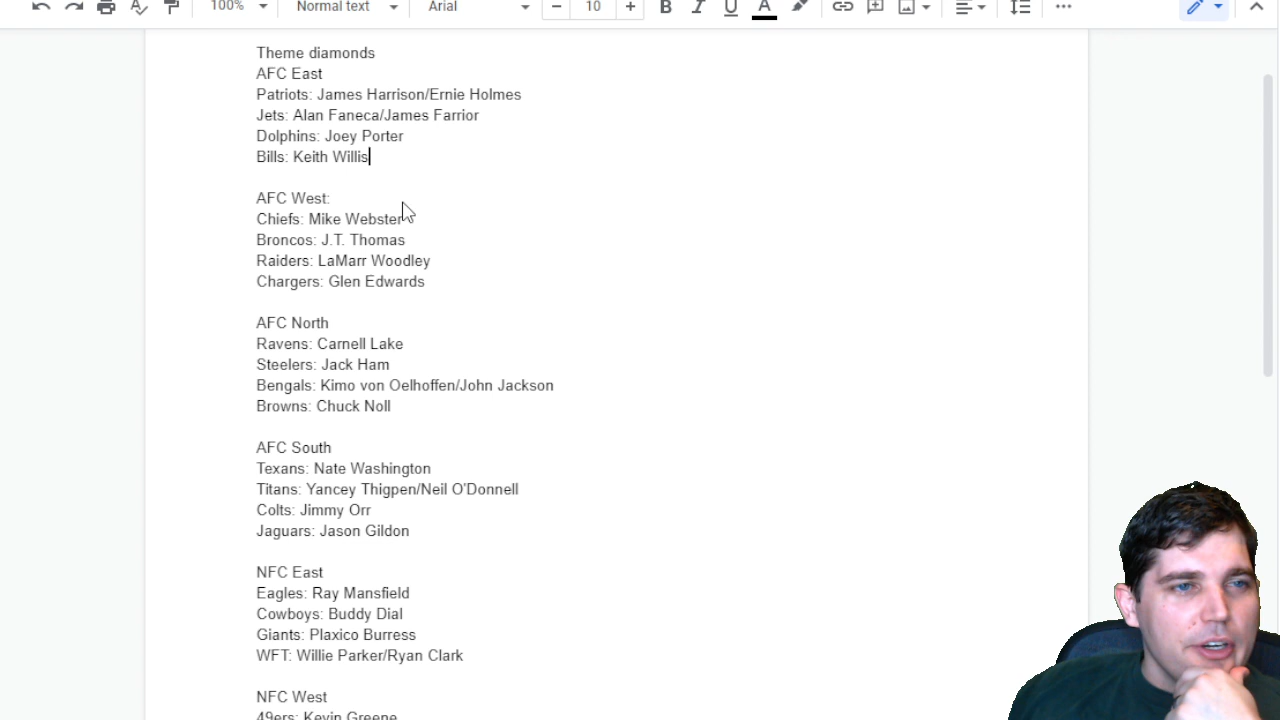 100% Normal text Arial 10 B I U A
Theme diamonds
AFC East
Patriots: James Harrison/Ernie Holmes
Jets: Alan Faneca/James Farrior
Dolphins: Joey Porter
Bills: Keith Willis
AFC West:
Chiefs: Mike Webster
Broncos: J.T. Thomas
Raiders: LaMarr Woodley
Chargers: Glen Edwards
AFC North
Ravens: Carnell Lake
Steelers: Jack Ham
Bengals: Kimo von Oelhoffen/John Jackson
Browns: Chuck Noll
AFC South
Texans: Nate Washington
Titans: Yancey Thigpen/Neil O'Donnell
Colts: Jimmy Orr
Jaguars: Jason Gildon
NFC East
Eagles: Ray Mansfield
Cowboys: Buddy Dial
Giants: Plaxico Burress
WFT: Willie Parker/Ryan Clark
NFC West
49ers: Kevin Greene